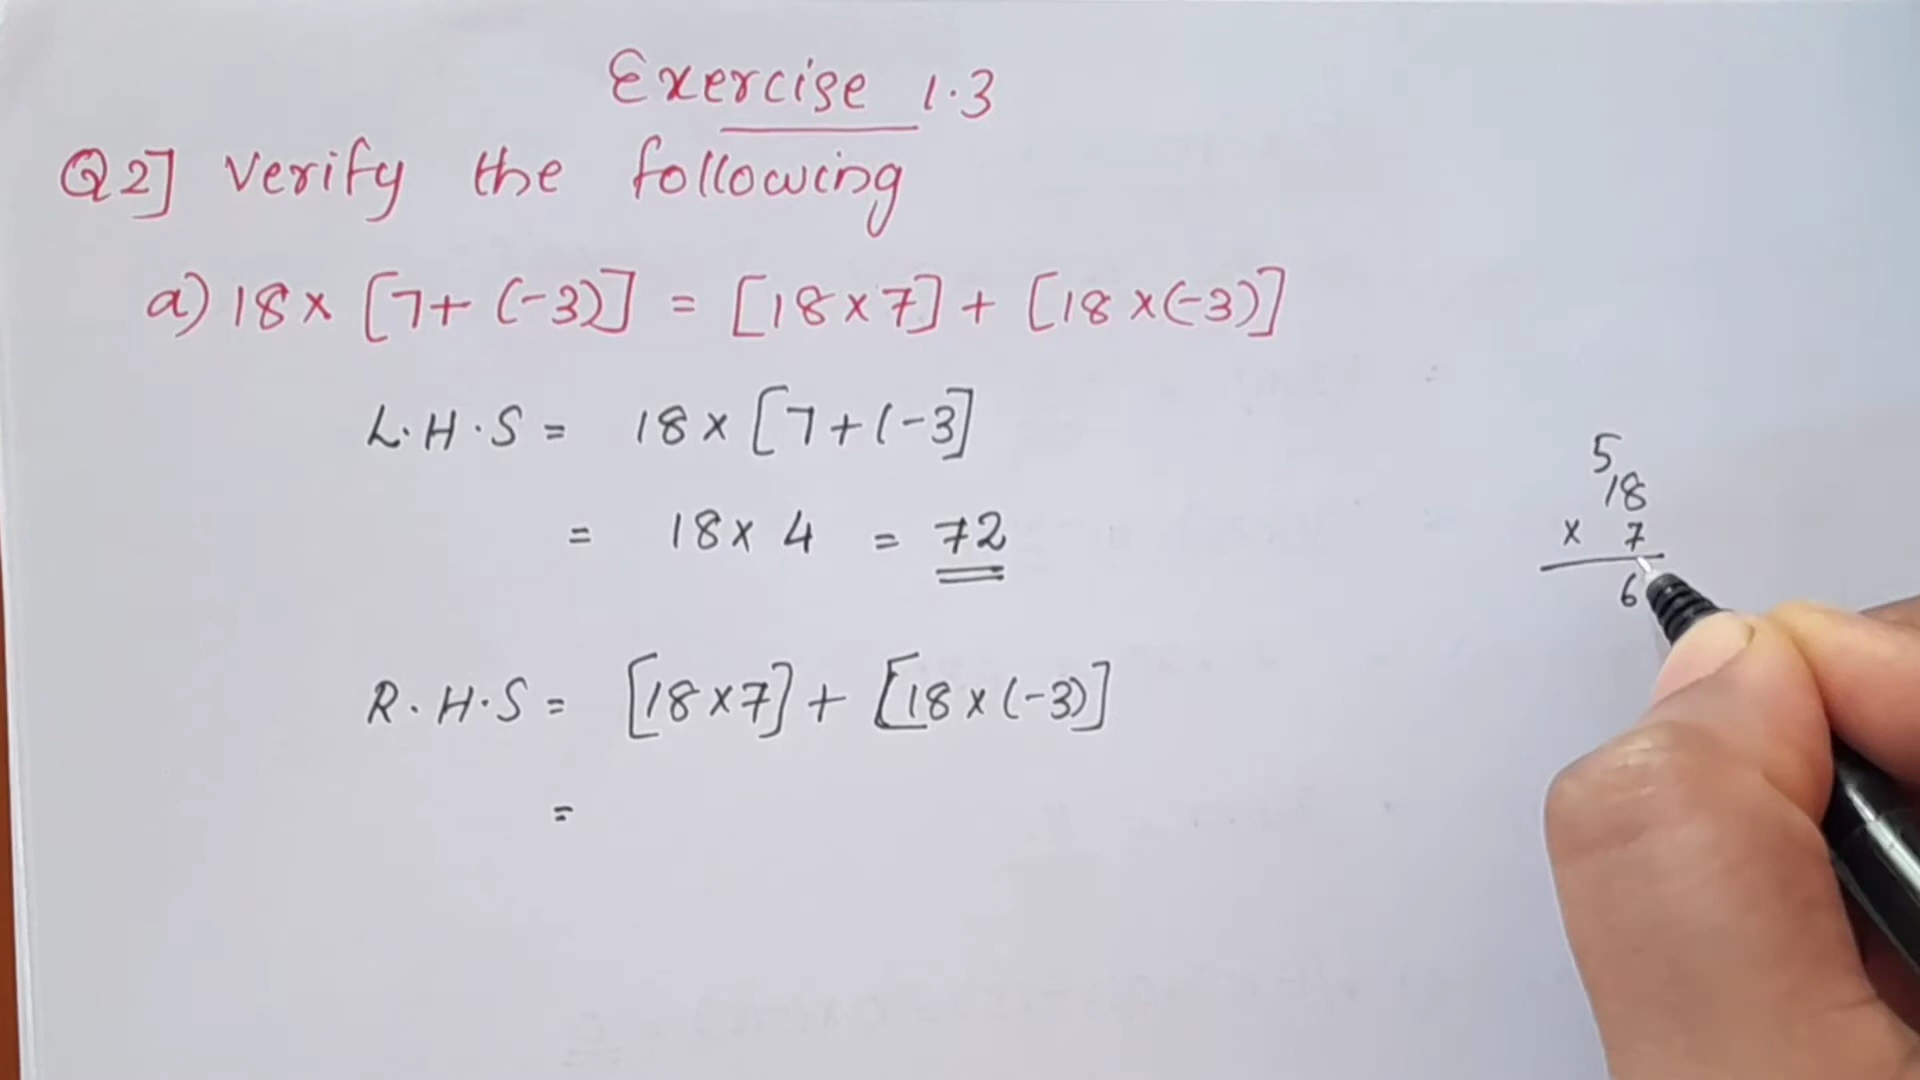 Exercise 1.3
Q2] Verify the following
a) 18 x [7+ (-3)] = [18 x 7] + [18 x (-3)]
L.H.S = 18 x [7+(-3]
= 18 x 4 = 72
R.H.S = [18 x 7] + [18 x (-3)]
=
5
18
x 7
6